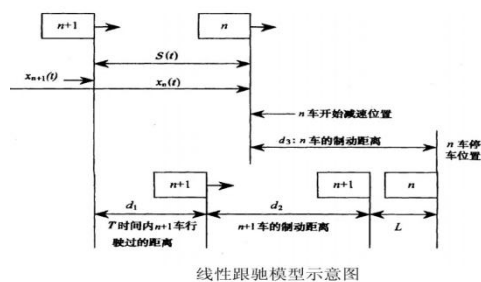 n+1
n
S(t)
xn+1(t)
xn(t)
n 车开始减速位置
d3: n 车的制动距离
n 车停
车位置
n+1
n+1
n
d1
d2
L
T 时间内 n+1 车行
驶过的距离
n+1 车的制动距离
线性跟驰模型示意图